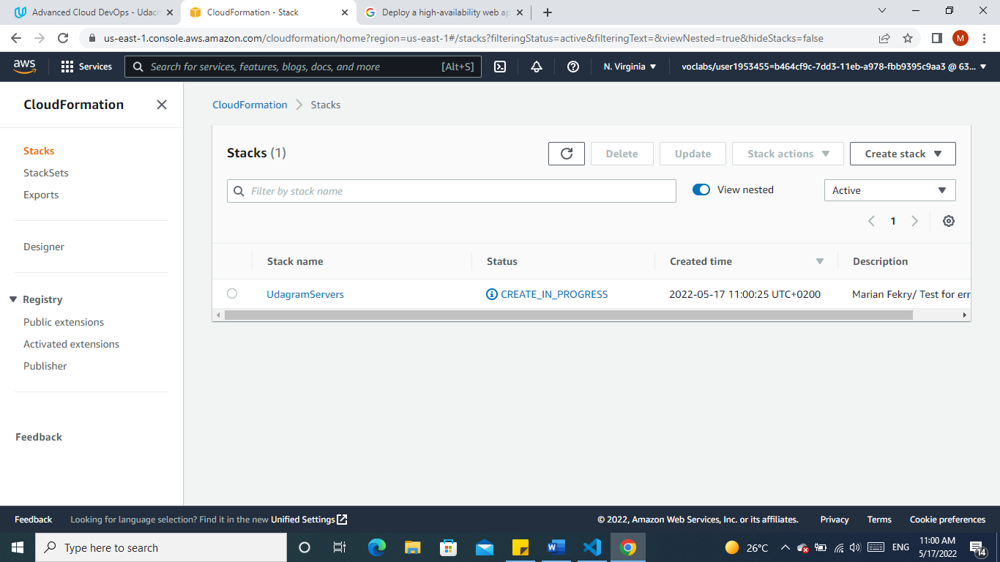 Advanced Cloud DevOps - Udaci
CloudFormation - Stack
Deploy a high-availability web ap
us-east-1.console.aws.amazon.com/cloudformation/home?region=us-east-1#/stacks?filteringStatus=active&filteringText=&viewNested=true&hideStacks=false
M
aws
Services
Search for services, features, blogs, docs, and more
[Alt+S]
N. Virginia
voclabs/user1953455=b464cf9c-7dd3-11eb-a978-fbb9395c9aa3 @ 63...
CloudFormation
CloudFormation
Stacks
Stacks
StackSets
Exports
Designer
Registry
Public extensions
Activated extensions
Publisher
Feedback
Stacks (1)
Delete
Update
Stack actions
Create stack
Filter by stack name
View nested
Active
1
Stack name
Status
Created time
Description
UdagramServers
CREATE_IN_PROGRESS
2022-05-17 11:00:25 UTC+0200
Marian Fekry/ Test for err
Feedback
Looking for language selection? Find it in the new Unified Settings
© 2022, Amazon Web Services, Inc. or its affiliates.
Privacy
Terms
Cookie preferences
Type here to search
26°C
ENG
11:00 AM
5/17/2022
14